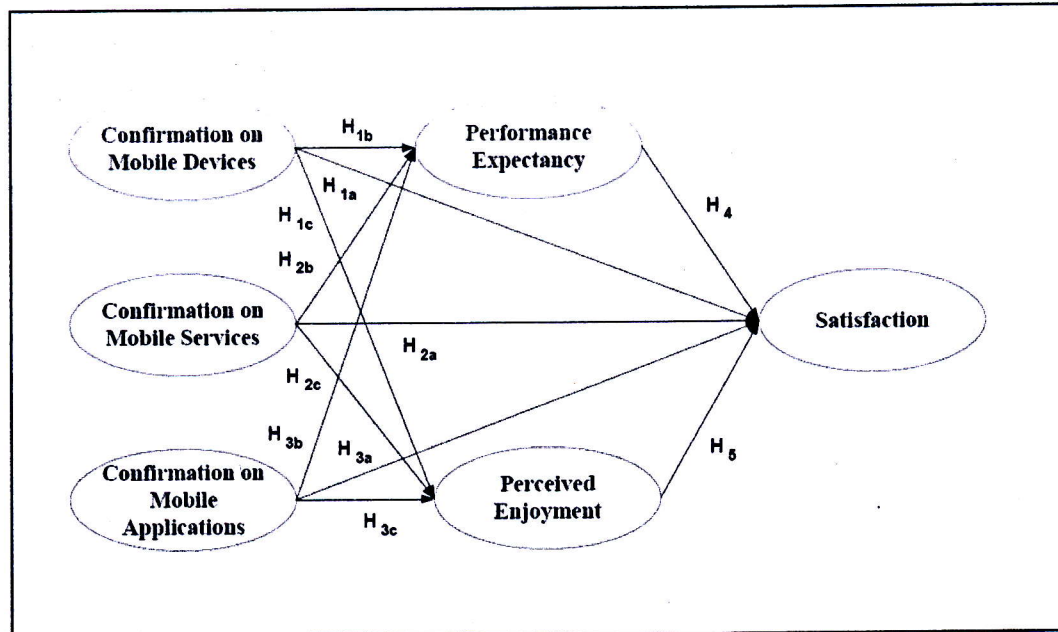 Confirmation on
Mobile Devices
H1b
Performance
Expectancy
H1a
H1c
H4
H2b
Confirmation on
Mobile Services
Satisfaction
H2a
H2c
H3b
H3a
H5
Confirmation on
Mobile
Applications
Perceived
Enjoyment
H3c